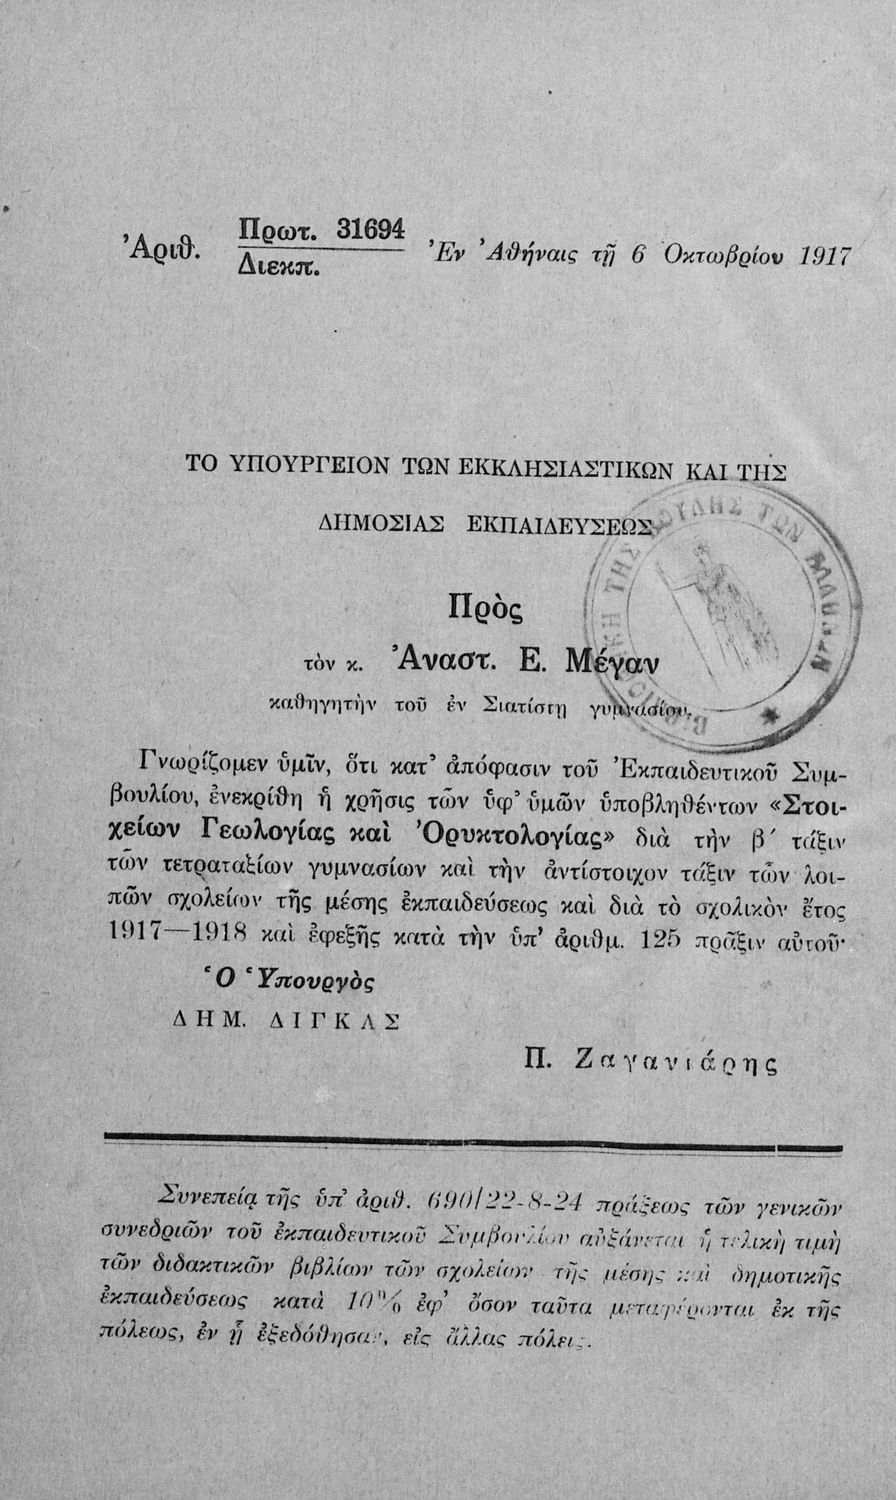 Ἀριθ. Πρωτ. 31694
Διεκπ.
Ἐν Ἀθήναις τῇ 6 Ὀκτωβρίου 1917
ΤΟ ΥΠΟΥΡΓΕΙΟΝ ΤΩΝ ΕΚΚΛΗΣΙΑΣΤΙΚΩΝ ΚΑΙ ΤΗΣ
ΔΗΜΟΣΙΑΣ ΕΚΠΑΙΔΕΥΣΕΩΣ
ΒΙΒΛΙΟΘΗΚΗ ΤΗΣ ΒΟΥΛΗΣ ΤΩΝ ΕΛΛΗΝΩΝ
Πρὸς
τὸν κ. Ἀναστ. Ε. Μέγαν
καθηγητὴν τοῦ ἐν Σιατίστῃ γυμνασίου.
Γνωρίζομεν ὑμῖν, ὅτι κατ' ἀπόφασιν τοῦ Ἐκπαιδευτικοῦ Συμ-
βουλίου, ἐνεκρίθη ἡ χρῆσις τῶν ὑφ' ὑμῶν ὑποβληθέντων «Στοι-
χείων Γεωλογίας καὶ Ὀρυκτολογίας» διὰ τὴν β' τάξιν
τῶν τετραταξίων γυμνασίων καὶ τὴν ἀντίστοιχον τάξιν τῶν λοι-
πῶν σχολείων τῆς μέσης ἐκπαιδεύσεως καὶ διὰ τὸ σχολικὸν ἔτος
1917—1918 καὶ ἐφεξῆς κατὰ τὴν ὑπ' ἀριθμ. 125 πρᾶξιν αὐτοῦ·
Ὁ Ὑπουργὸς
ΔΗΜ. ΔΙΓΚΑΣ
Π. Ζαγανιάρης
Συνεπείᾳ τῆς ὑπ' ἀριθ. 690/22-8-24 πράξεως τῶν γενικῶν
συνεδριῶν τοῦ ἐκπαιδευτικοῦ Συμβουλίου αὐξάνεται ἡ τελικὴ τιμὴ
τῶν διδακτικῶν βιβλίων τῶν σχολείων τῆς μέσης καὶ δημοτικῆς
ἐκπαιδεύσεως κατὰ 10% ἐφ' ὅσον ταῦτα μεταφέρονται ἐκ τῆς
πόλεως, ἐν ᾗ ἐξεδόθησαν, εἰς ἄλλας πόλεις.